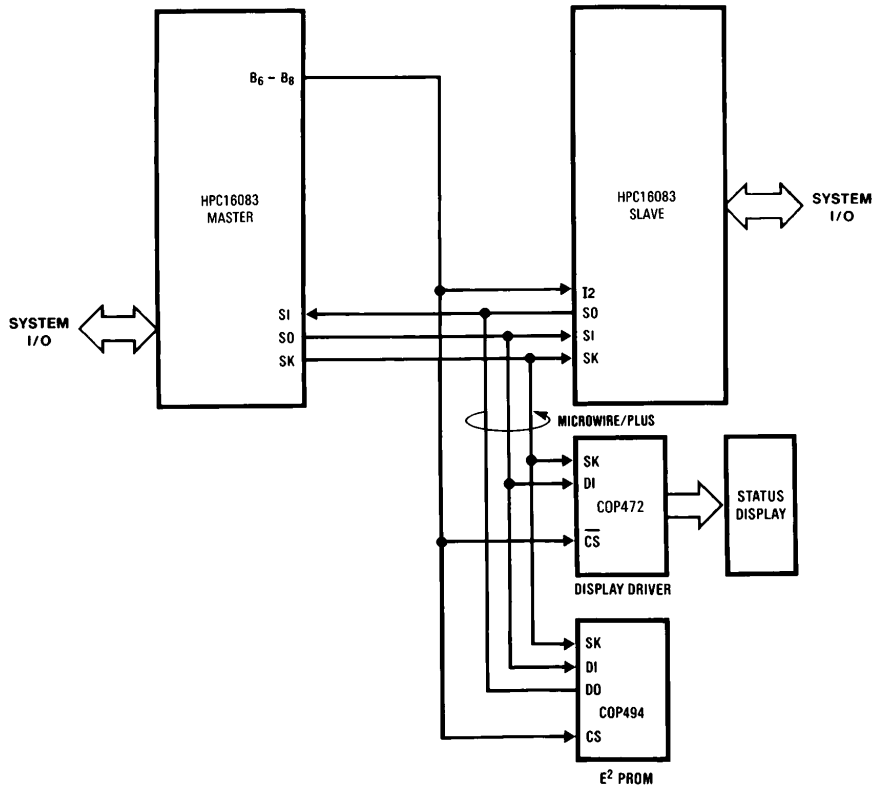 B6 – B8
HPC16083
MASTER
SI
SO
SK
SYSTEM
I/O
HPC16083
SLAVE
I2
SO
SI
SK
SYSTEM
I/O
MICROWIRE/PLUS
SK
DI
COP472
CS
DISPLAY DRIVER
STATUS
DISPLAY
SK
DI
DO
COP494
CS
E² PROM